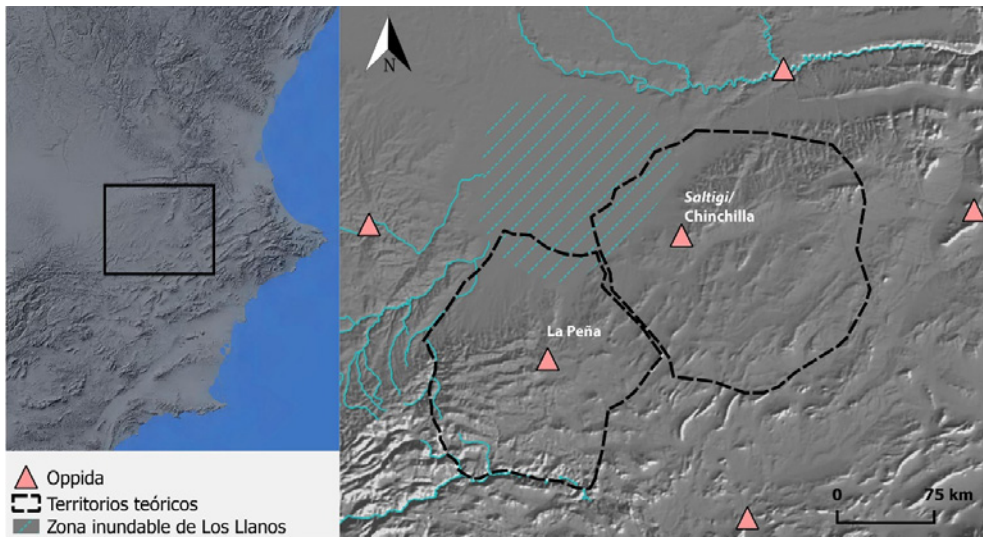 N
Saltigi/
Chinchilla
La Peña
0 75 km
Oppida
Territorios teóricos
Zona inundable de Los Llanos